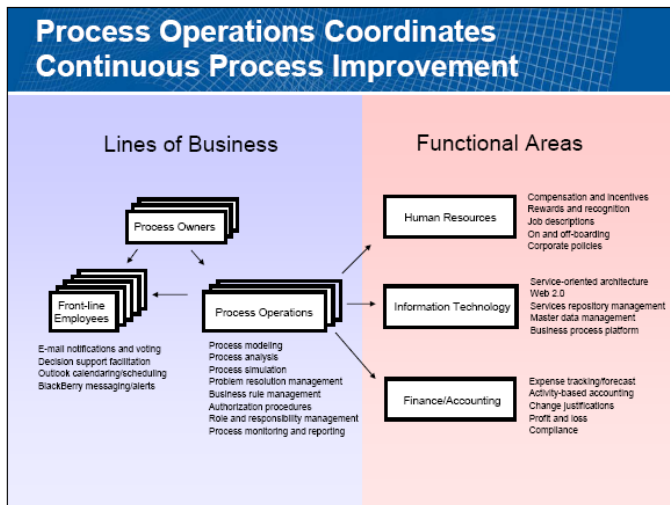 Process Operations Coordinates
Continuous Process Improvement
Lines of Business
Process Owners
Front-line
Employees
E-mail notifications and voting
Decision support facilitation
Outlook calendaring/scheduling
BlackBerry messaging/alerts
Process Operations
Process modeling
Process analysis
Process simulation
Problem resolution management
Business rule management
Authorization procedures
Role and responsibility management
Process monitoring and reporting
Functional Areas
Human Resources
Compensation and incentives
Rewards and recognition
Job descriptions
On and off-boarding
Corporate policies
Information Technology
Service-oriented architecture
Web 2.0
Services repository management
Master data management
Business process platform
Finance/Accounting
Expense tracking/forecast
Activity-based accounting
Change justifications
Profit and loss
Compliance